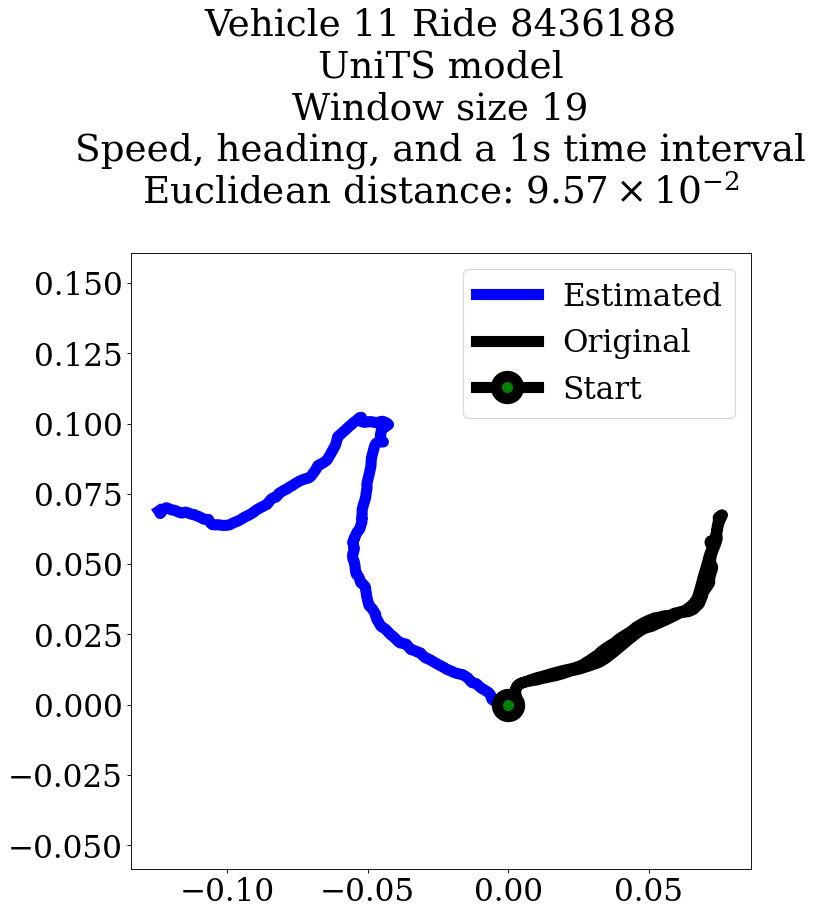 Vehicle 11 Ride 8436188
UniTS model
Window size 19
Speed, heading, and a 1s time interval
Euclidean distance: 9.57 × 10⁻²
Estimated
Original
Start
0.150
0.125
0.100
0.075
0.050
0.025
0.000
−0.025
−0.050
−0.10
−0.05
0.00
0.05